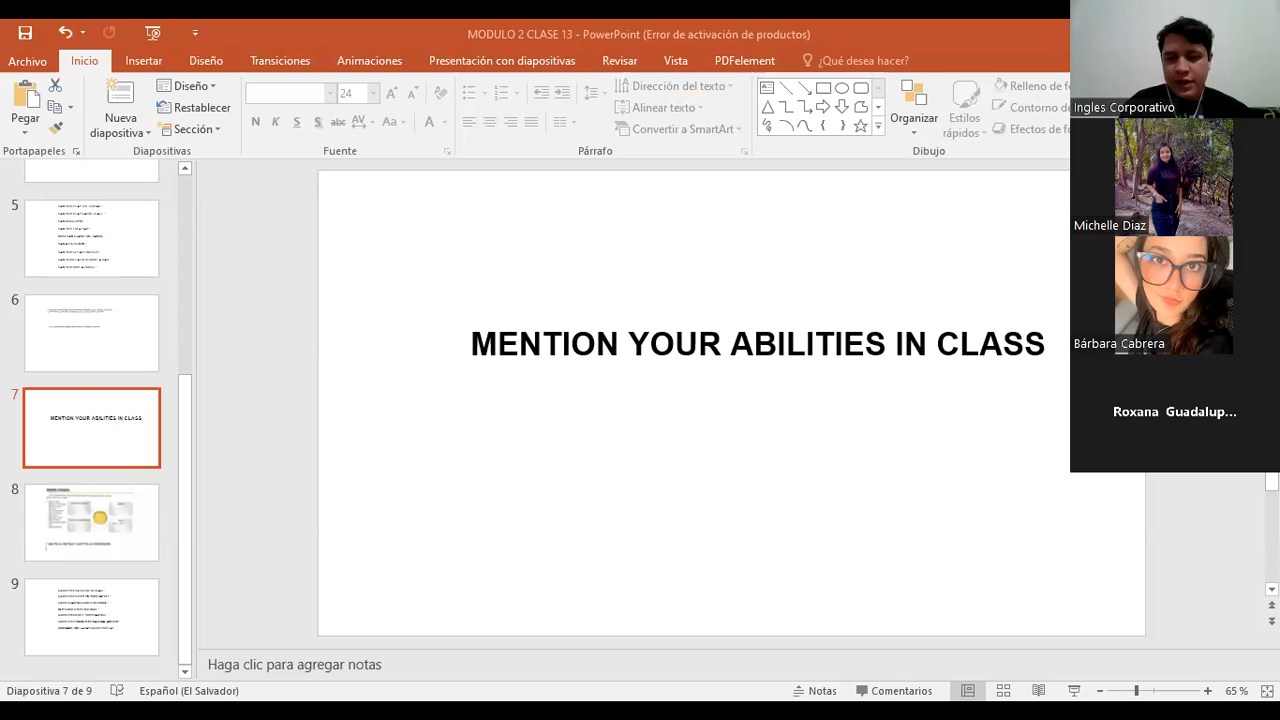 MODULO 2 CLASE 13 - PowerPoint (Error de activación de productos)
Archivo Inicio Insertar Diseño Transiciones Animaciones Presentación con diapositivas Revisar Vista PDFelement ¿Qué desea hacer?
Pegar
Nueva diapositiva
Diseño
Restablecer
Sección
24
N K S abc AV Aa A
Dirección del texto
Alinear texto
Convertir a SmartArt
Organizar
Estilos rápidos
Relleno de
Contorno de
Efectos de fo
Portapapeles Diapositivas Fuente Párrafo Dibujo
Ingles Corporativo
Michelle Diaz
Bárbara Cabrera
Roxana Guadalup...
5
6
7
MENTION YOUR ABILITIES IN CLASS
8
9
MENTION YOUR ABILITIES IN CLASS
Haga clic para agregar notas
Diapositiva 7 de 9 Español (El Salvador) Notas Comentarios 65 %